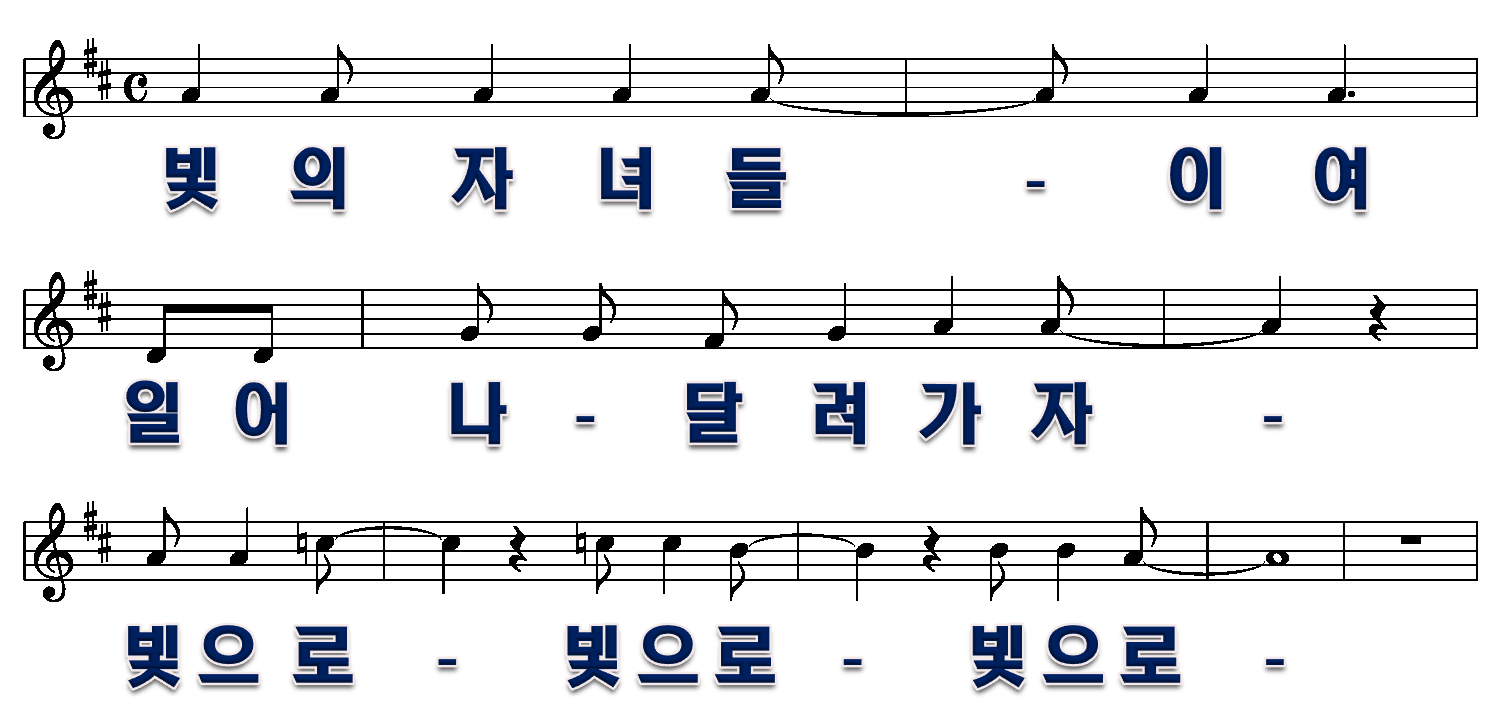 빛 의 자 녀 들 - 이 여
일 어 나 - 달 려 가 자 -
빛 으 로 - 빛 으 로 - 빛 으 로 -